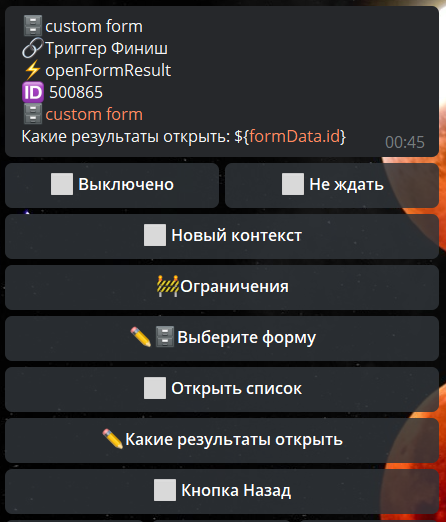 custom form
Триггер Финиш
openFormResult
ID 500865
custom form
Какие результаты открыть: ${formData.id}
00:45
Выключено
Не ждать
Новый контекст
Ограничения
Выберите форму
Открыть список
Какие результаты открыть
Кнопка Назад